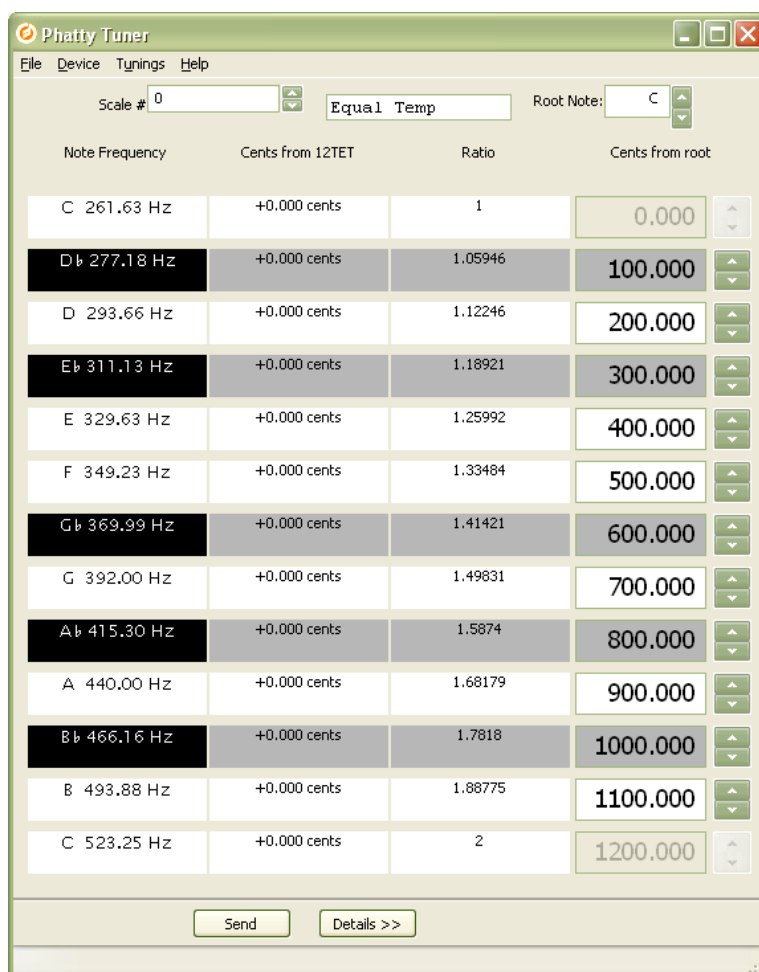 Phatty Tuner
File Device Tunings Help
Scale # 0 Equal Temp Root Note: C
Note Frequency Cents from 12TET Ratio Cents from root
C 261.63 Hz +0.000 cents 1 0.000
D♭ 277.18 Hz +0.000 cents 1.05946 100.000
D 293.66 Hz +0.000 cents 1.12246 200.000
E♭ 311.13 Hz +0.000 cents 1.18921 300.000
E 329.63 Hz +0.000 cents 1.25992 400.000
F 349.23 Hz +0.000 cents 1.33484 500.000
G♭ 369.99 Hz +0.000 cents 1.41421 600.000
G 392.00 Hz +0.000 cents 1.49831 700.000
A♭ 415.30 Hz +0.000 cents 1.5874 800.000
A 440.00 Hz +0.000 cents 1.68179 900.000
B♭ 466.16 Hz +0.000 cents 1.7818 1000.000
B 493.88 Hz +0.000 cents 1.88775 1100.000
C 523.25 Hz +0.000 cents 2 1200.000
Send Details >>